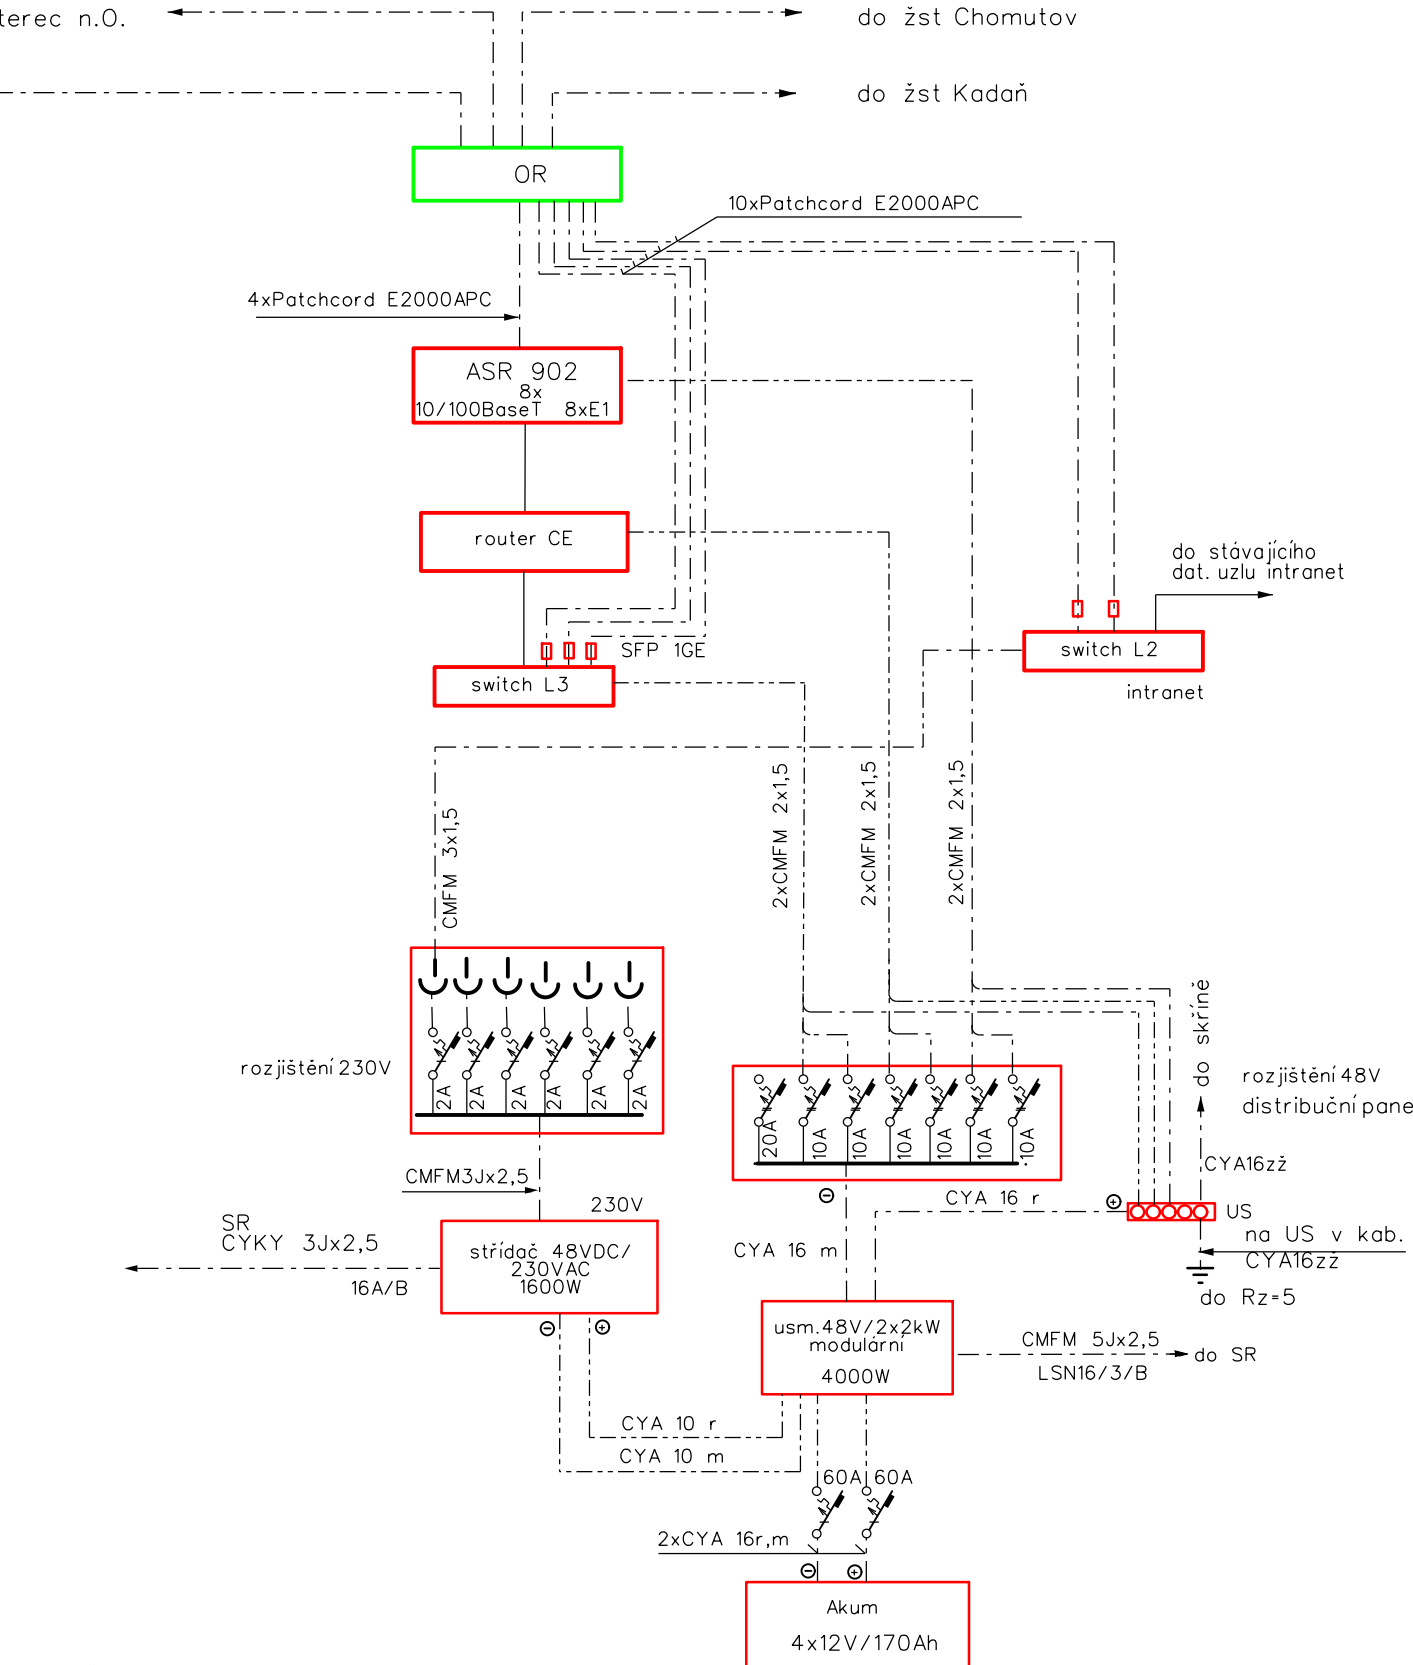 terec n.O.
do žst Chomutov
do žst Kadaň
OR
10xPatchcord E2000APC
4xPatchcord E2000APC
ASR 902
8x
10/100BaseT 8xE1
router CE
do stávajícího
dat. uzlu intranet
SFP 1GE
switch L3
switch L2
intranet
CMFM 3x1,5
2xCMFM 2x1,5
2xCMFM 2x1,5
2xCMFM 2x1,5
rozjištění 230V
2A
2A
2A
2A
2A
2A
20A
10A
10A
10A
10A
10A
10A
do skříně
rozjištění 48V
distribuční pane
CMFM3Jx2,5
CYA16zž
230V
CYA 16 r
US
SR
CYKY 3Jx2,5
16A/B
střídač 48VDC/
230VAC
1600W
CYA 16 m
na US v kab.
CYA16zž
do Rz=5
usm.48V/2x2kW
modulární
4000W
CMFM 5Jx2,5
do SR
LSN16/3/B
CYA 10 r
CYA 10 m
60A
60A
2xCYA 16r,m
Akum
4x12V/170Ah